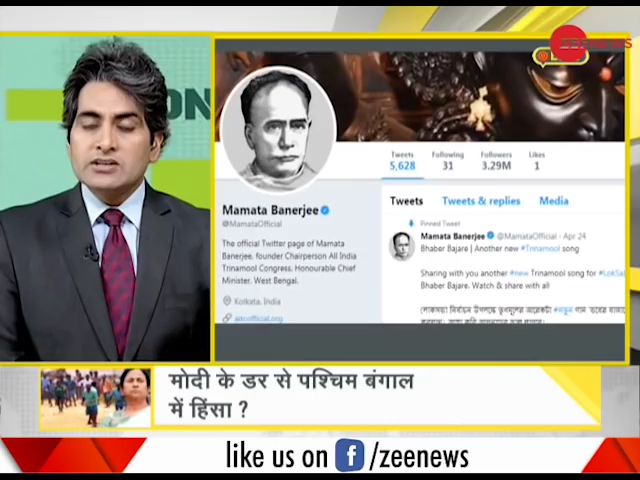 ZEENEWS
ON
Tweets Following Followers Likes
5,628 31 3.29M 1
Mamata Banerjee
@MamataOfficial
The official Twitter page of Mamata
Banerjee, founder Chairperson All India
Trinamool Congress, Honourable Chief
Minister, West Bengal.
Kolkata, India
aitcofficial.org
Tweets Tweets & replies Media
Pinned Tweet
Mamata Banerjee @MamataOfficial · Apr 24
Bhaber Bajare | Another new #Trinamool song
Sharing with you another #new Trinamool song for #LokSa
Bhaber Bajare. Watch & share with all
मोदी के डर से पश्चिम बंगाल
में हिंसा ?
like us on f/zeenews